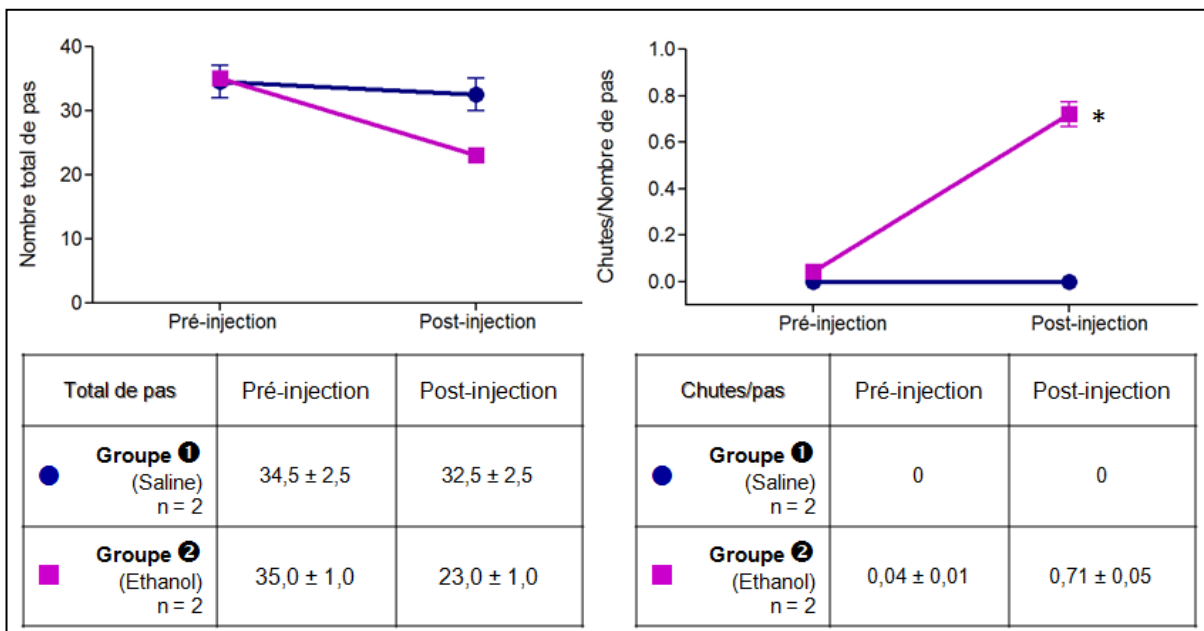 Nombre total de pas
40
30
20
10
0
Pré-injection Post-injection
Chutes/Nombre de pas
1.0
0.8
0.6
0.4
0.2
0.0
*
Pré-injection Post-injection
Total de pas Pré-injection Post-injection
Groupe ❶
(Saline)
n = 2
34,5 ± 2,5 32,5 ± 2,5
Groupe ❷
(Ethanol)
n = 2
35,0 ± 1,0 23,0 ± 1,0
Chutes/pas Pré-injection Post-injection
Groupe ❶
(Saline)
n = 2
0 0
Groupe ❷
(Ethanol)
n = 2
0,04 ± 0,01 0,71 ± 0,05